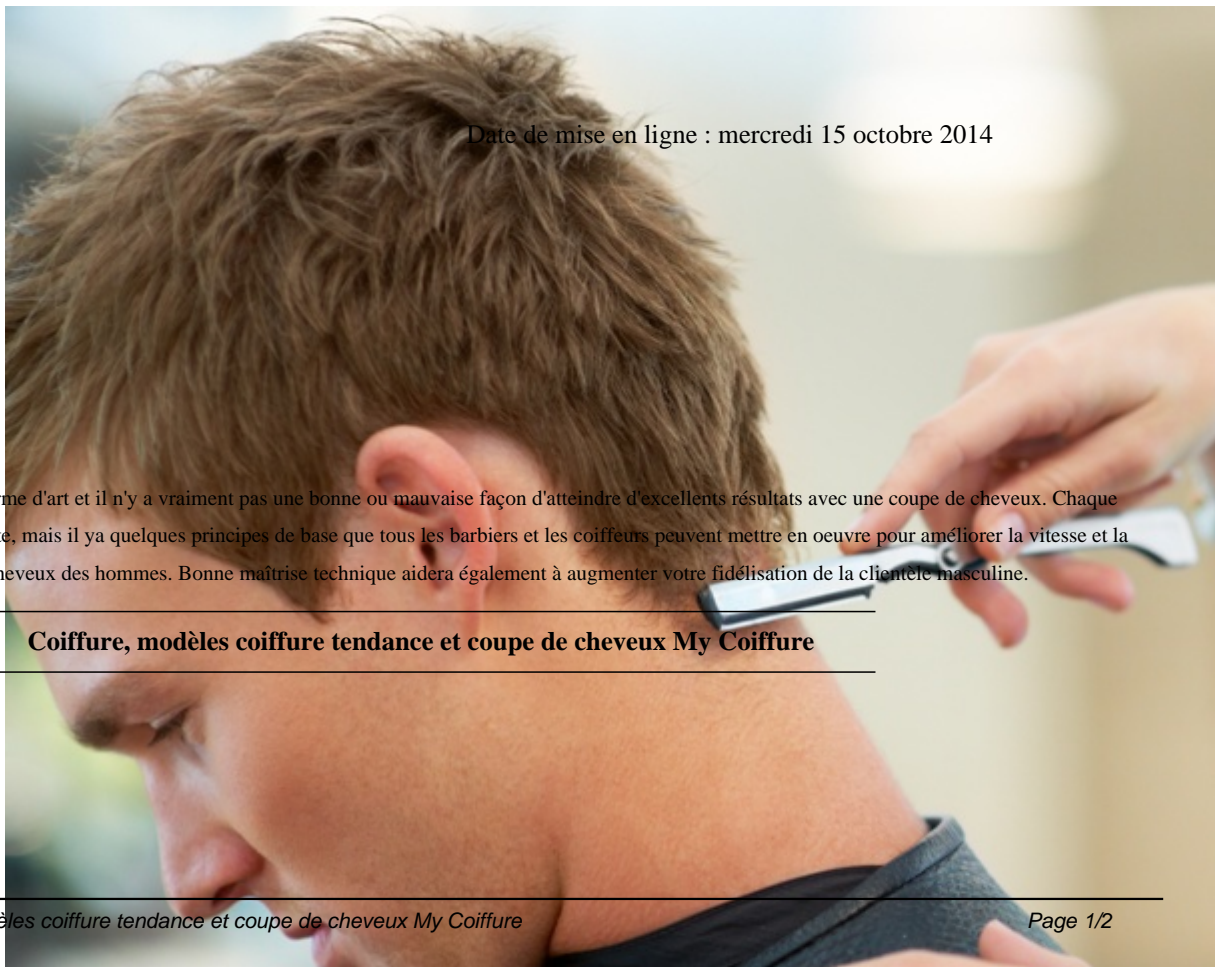 Date de mise en ligne : mercredi 15 octobre 2014
d'art et il n'y a vraiment pas une bonne ou mauvaise façon d'atteindre d'excellents résultats avec une coupe de cheveux. Chaque
mais il ya quelques principes de base que tous les barbiers et les coiffeurs peuvent mettre en oeuvre pour améliorer la vitesse et la
des hommes. Bonne maîtrise technique aidera également à augmenter votre fidélisation de la clientèle masculine.
Coiffure, modèles coiffure tendance et coupe de cheveux My Coiffure
coiffure tendance et coupe de cheveux My Coiffure Page 1/2